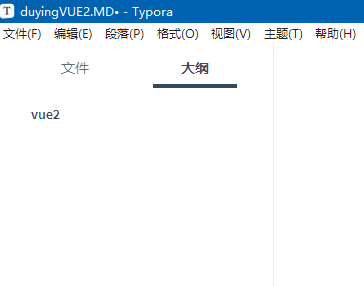 T duyingVUE2.MD• - Typora
文件(F) 编辑(E) 段落(P) 格式(O) 视图(V) 主题(T) 帮助(H)
文件 大纲
vue2